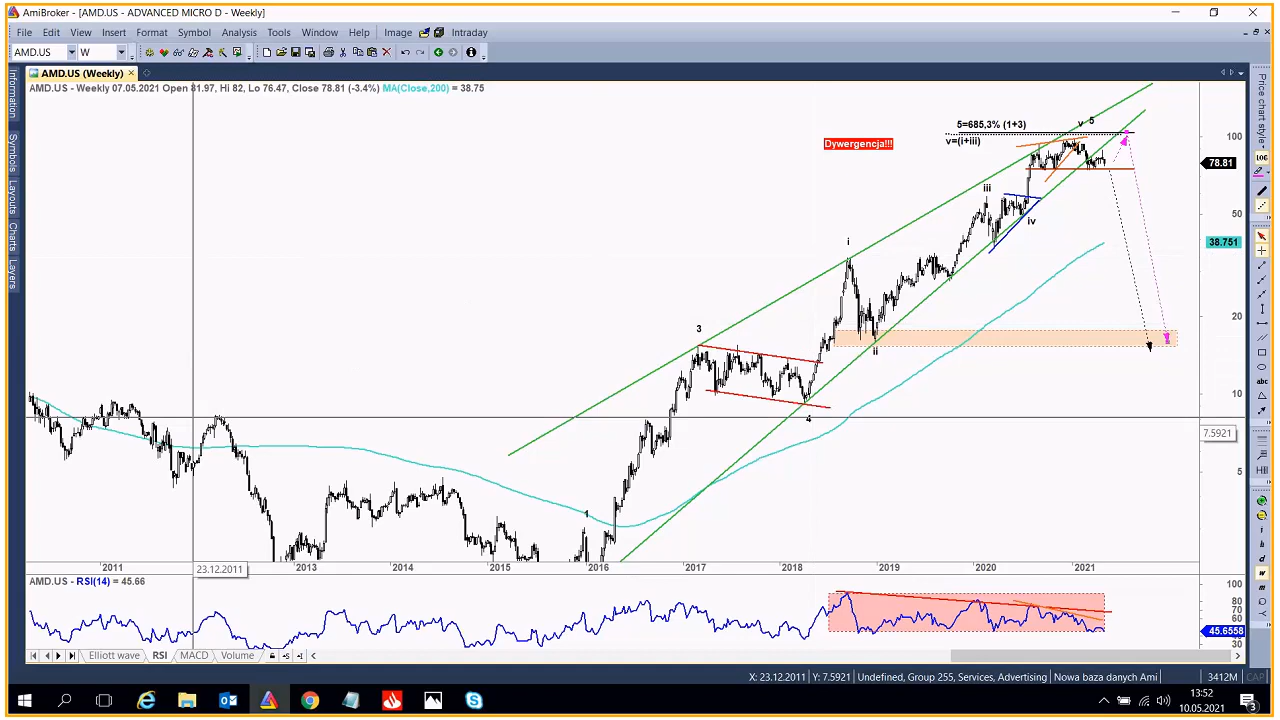 AmiBroker - [AMD.US - ADVANCED MICRO D - Weekly]
File Edit View Insert Format Symbol Analysis Tools Window Help Image Intraday
AMD.US W
AMD.US (Weekly)
AMD.US - Weekly 07.05.2021 Open 81.97, Hi 82, Lo 76.47, Close 78.81 (-3.4%) MA(Close,200) = 38.75
Information
Symbols
Layouts
Charts
Layers
Price chart style
5=685,3% (1+3)
v 5
Dywergencja!!!
v=(i+iii)
100
78.81
iii
50
iv
i
38.751
20
3
ii
10
4
7.5921
5
1
2011 2013 2014 2015 2016 2017 2018 2019 2020 2021
23.12.2011
AMD.US - RSI(14) = 45.66
100
80
70
60
45.6558
30
Elliott wave RSI MACD Volume
X: 23.12.2011 Y: 7.5921 Undefined, Group 255, Services, Advertising Nowa baza danych Ami 3412M CAP
13:52
10.05.2021
3